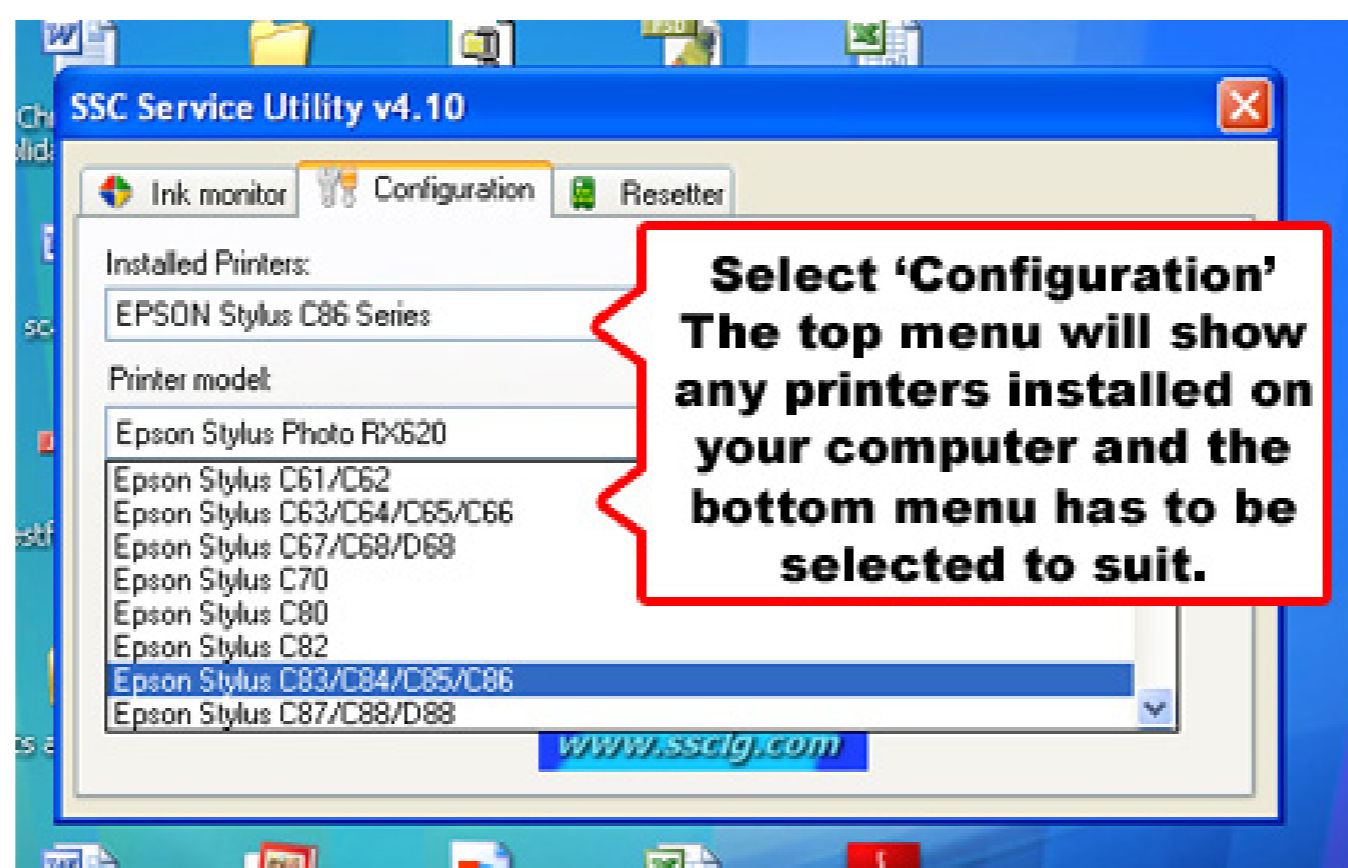 SSC Service Utility v4.10
Ink monitor
Configuration
Resetter
Installed Printers:
EPSON Stylus C86 Series
Printer model:
Epson Stylus Photo RX620
Epson Stylus C61/C62
Epson Stylus C63/C64/C65/C66
Epson Stylus C67/C68/D68
Epson Stylus C70
Epson Stylus C80
Epson Stylus C82
Epson Stylus C83/C84/C85/C86
Epson Stylus C87/C88/D88
www.ssclg.com
Select ‘Configuration’
The top menu will show
any printers installed on
your computer and the
bottom menu has to be
selected to suit.